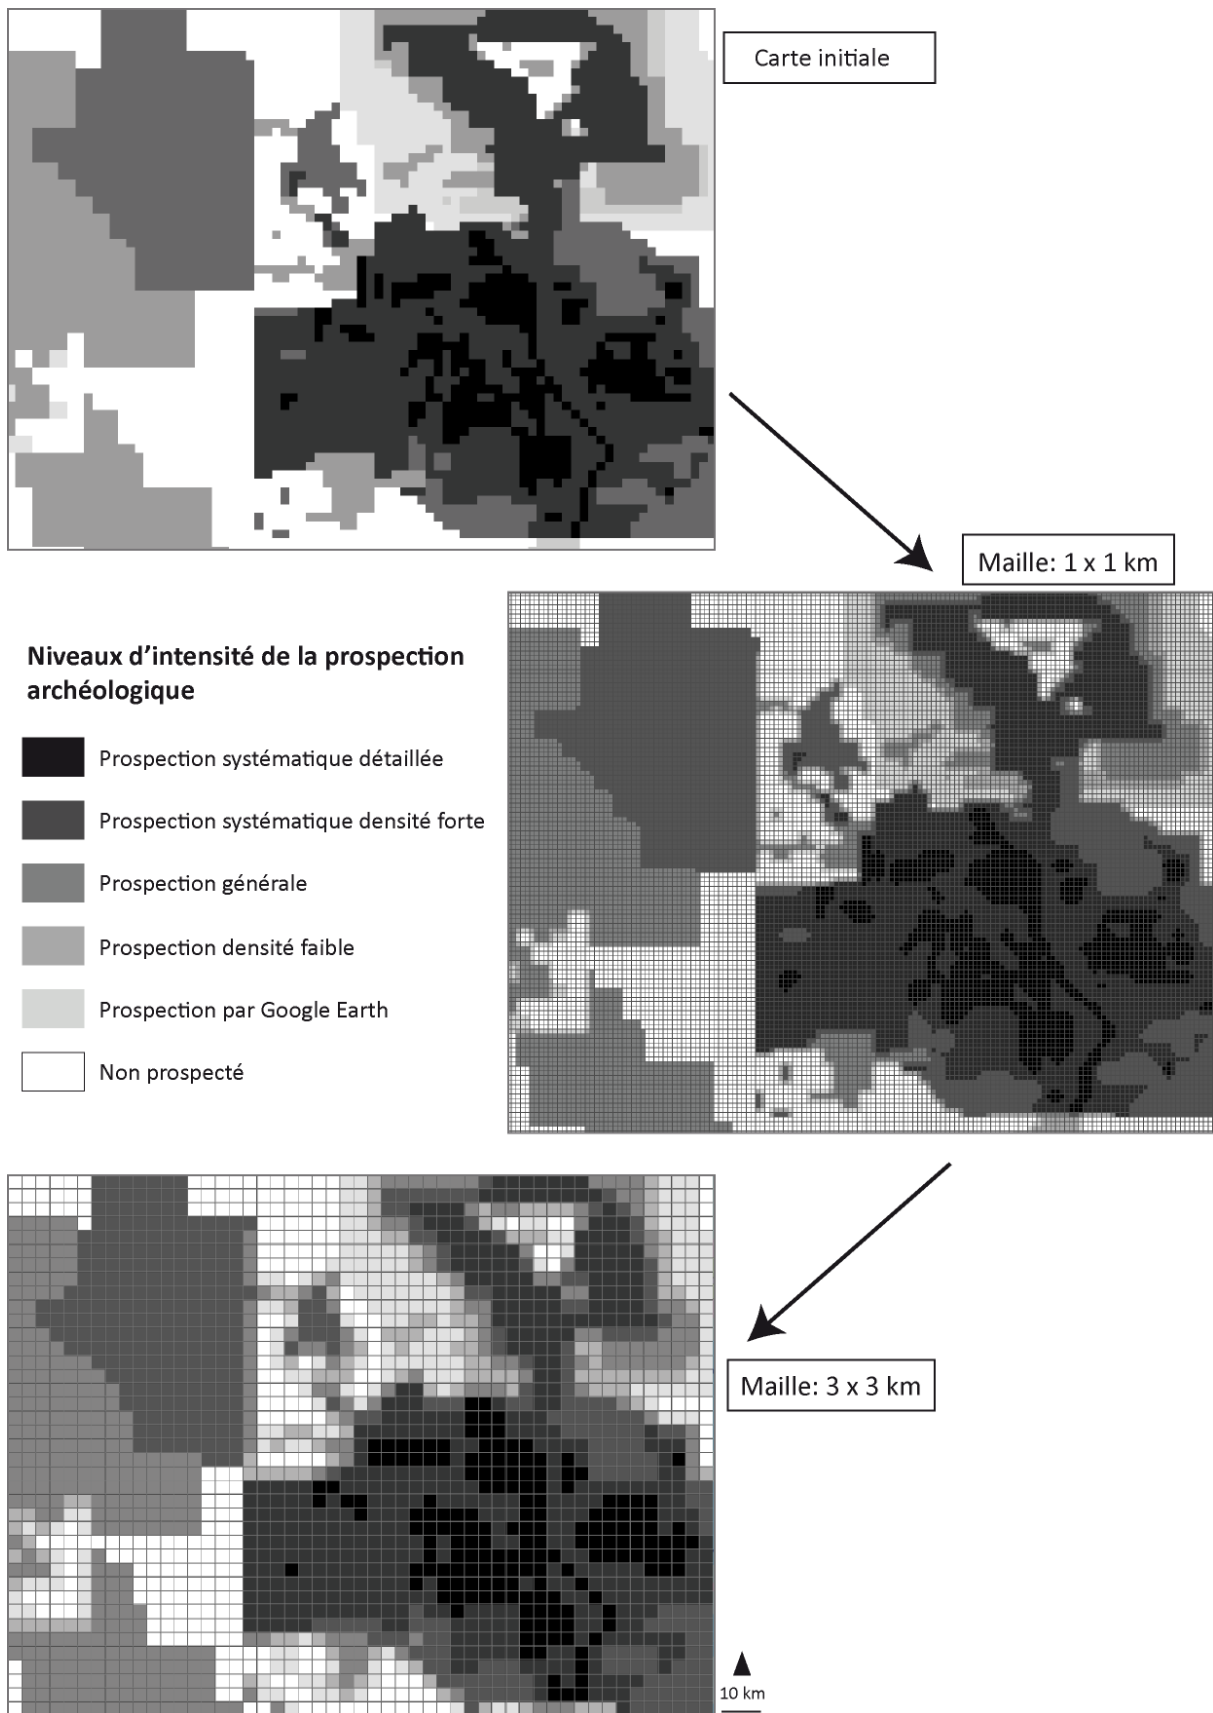 Carte initiale
Maille: 1 x 1 km
Niveaux d’intensité de la prospection
archéologique
Prospection systématique détaillée
Prospection systématique densité forte
Prospection générale
Prospection densité faible
Prospection par Google Earth
Non prospecté
Maille: 3 x 3 km
10 km